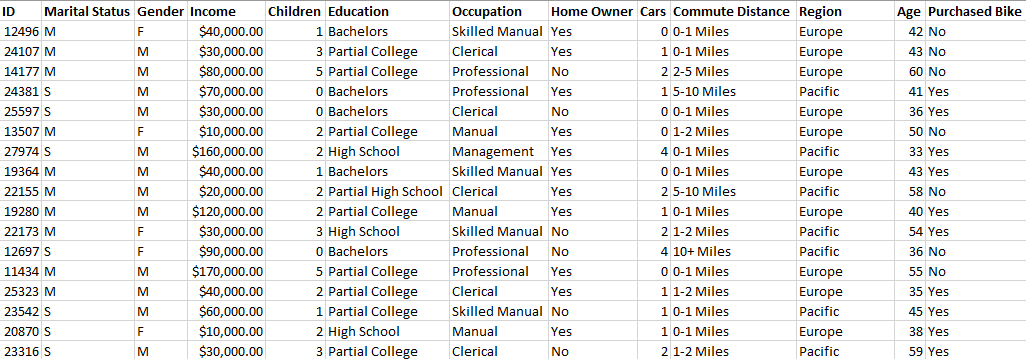 ID Marital Status Gender Income Children Education Occupation Home Owner Cars Commute Distance Region Age Purchased Bike
12496 M F $40,000.00 1 Bachelors Skilled Manual Yes 0 0-1 Miles Europe 42 No
24107 M M $30,000.00 3 Partial College Clerical Yes 1 0-1 Miles Europe 43 No
14177 M M $80,000.00 5 Partial College Professional No 2 2-5 Miles Europe 60 No
24381 S M $70,000.00 0 Bachelors Professional Yes 1 5-10 Miles Pacific 41 Yes
25597 S M $30,000.00 0 Bachelors Clerical No 0 0-1 Miles Europe 36 Yes
13507 M F $10,000.00 2 Partial College Manual Yes 0 1-2 Miles Europe 50 No
27974 S M $160,000.00 2 High School Management Yes 4 0-1 Miles Pacific 33 Yes
19364 M M $40,000.00 1 Bachelors Skilled Manual Yes 0 0-1 Miles Europe 43 Yes
22155 M M $20,000.00 2 Partial High School Clerical Yes 2 5-10 Miles Pacific 58 No
19280 M M $120,000.00 2 Partial College Manual Yes 1 0-1 Miles Europe 40 Yes
22173 M F $30,000.00 3 High School Skilled Manual No 2 1-2 Miles Pacific 54 Yes
12697 S F $90,000.00 0 Bachelors Professional No 4 10+ Miles Pacific 36 No
11434 M M $170,000.00 5 Partial College Professional Yes 0 0-1 Miles Europe 55 No
25323 M M $40,000.00 2 Partial College Clerical Yes 1 1-2 Miles Europe 35 Yes
23542 S M $60,000.00 1 Partial College Skilled Manual No 1 0-1 Miles Pacific 45 Yes
20870 S F $10,000.00 2 High School Manual Yes 1 0-1 Miles Europe 38 Yes
23316 S M $30,000.00 3 Partial College Clerical No 2 1-2 Miles Pacific 59 Yes